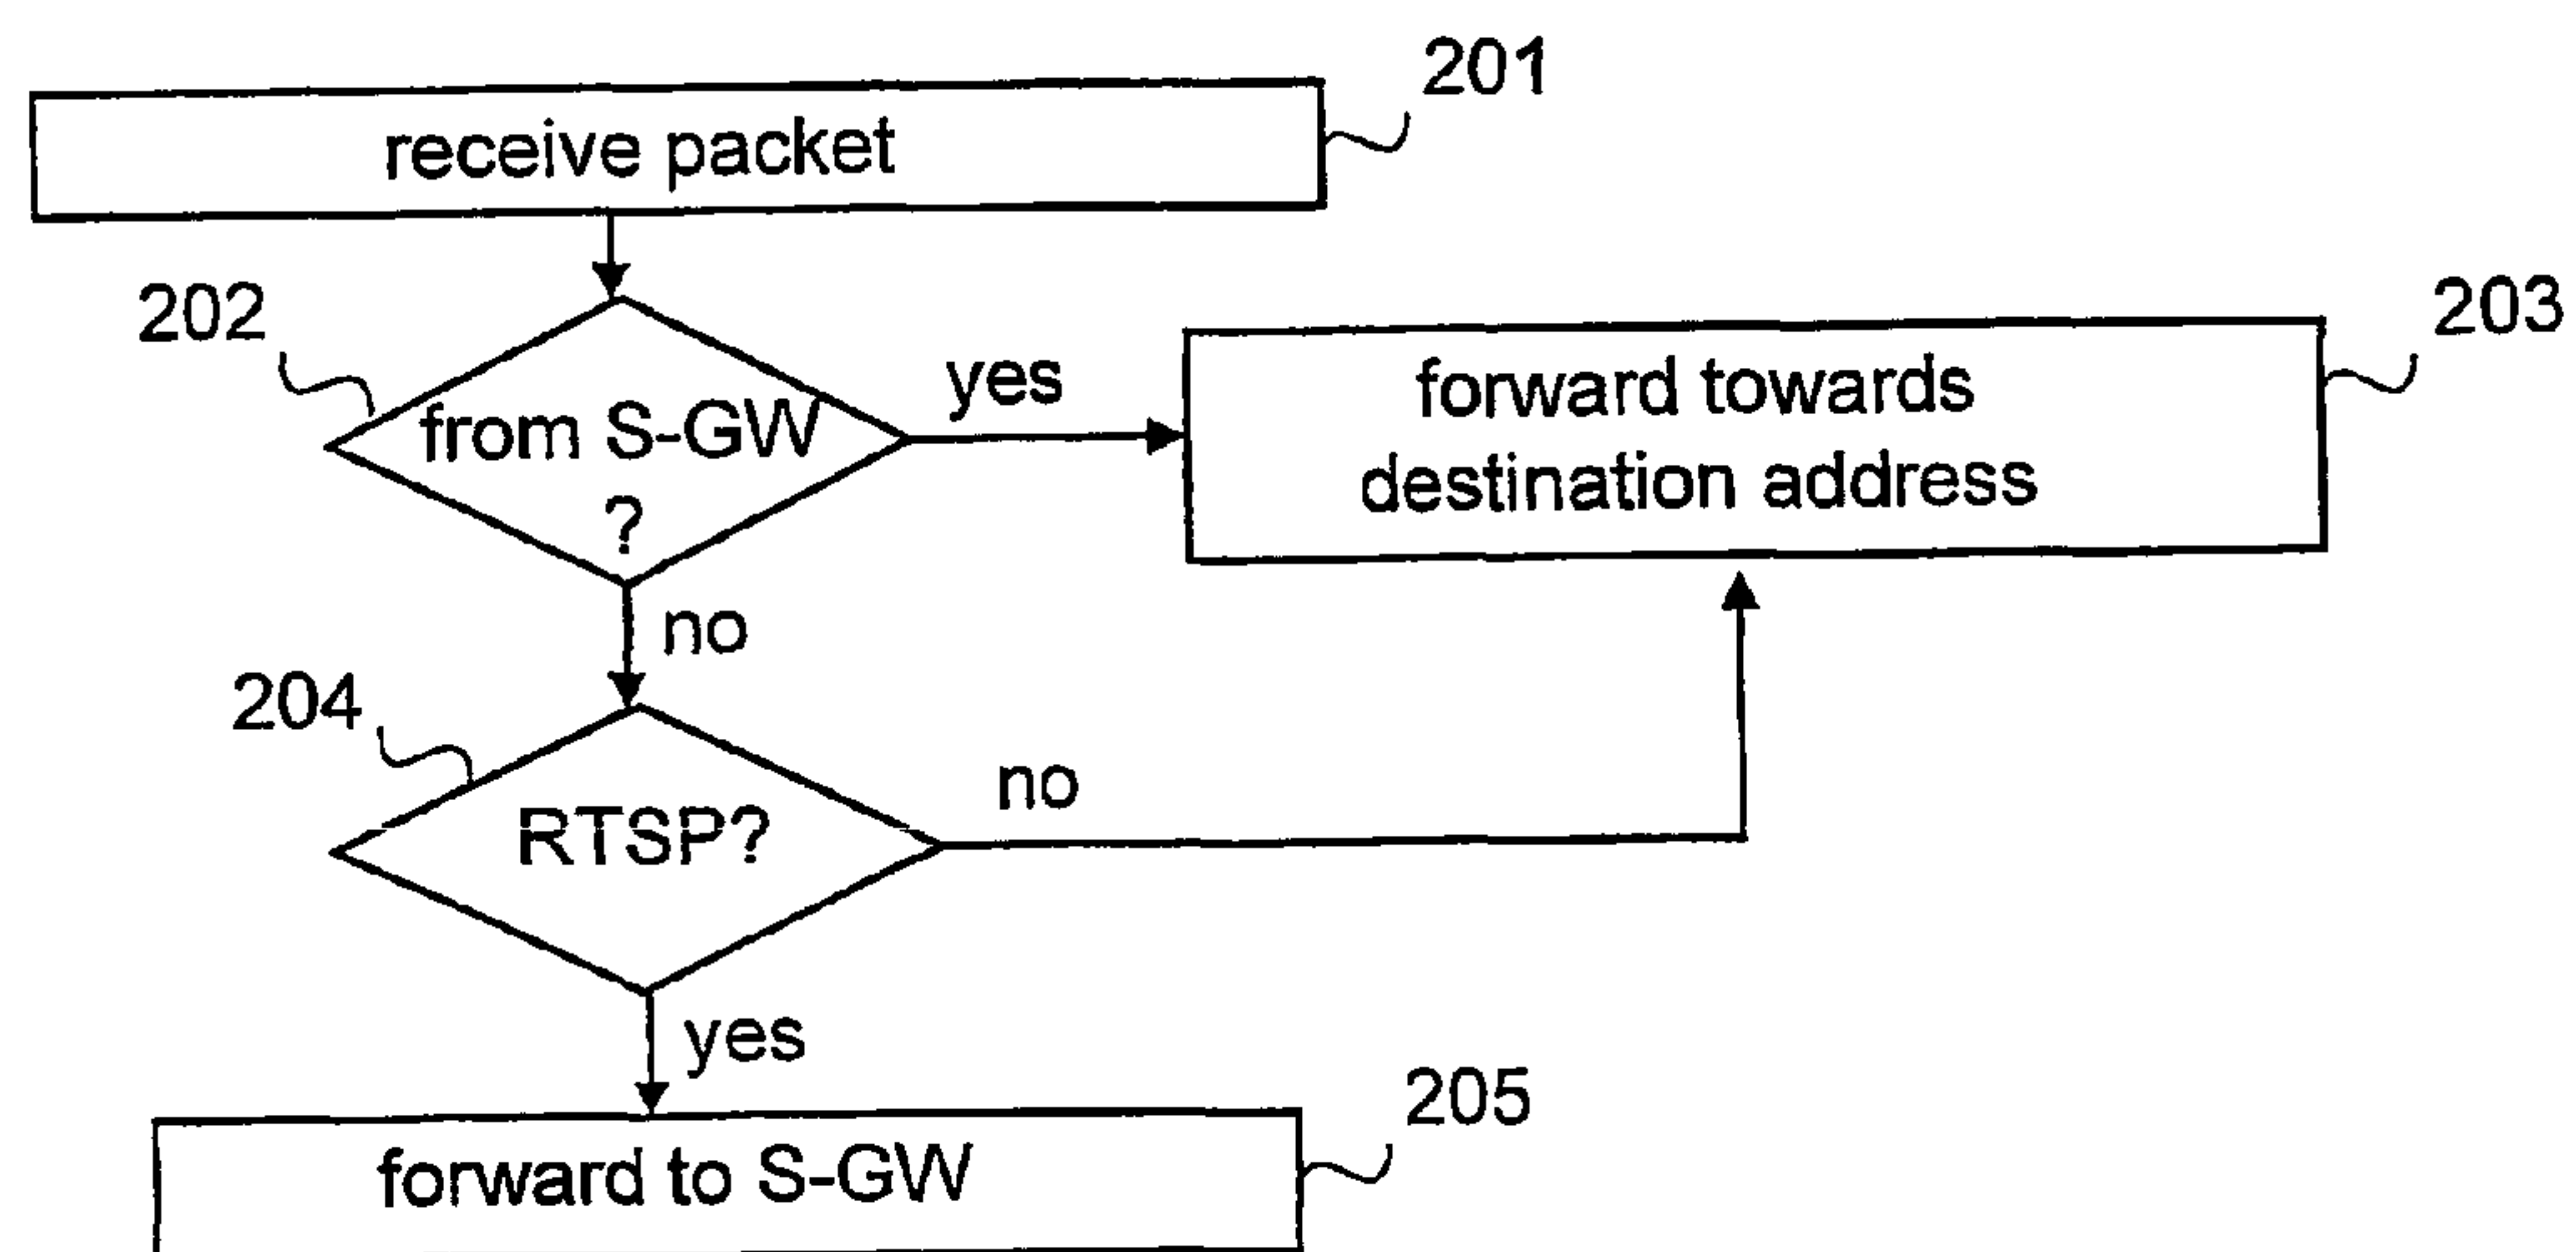 201
receive packet
202
from S-GW
?
yes
203
forward towards
destination address
no
204
RTSP?
no
yes
205
forward to S-GW